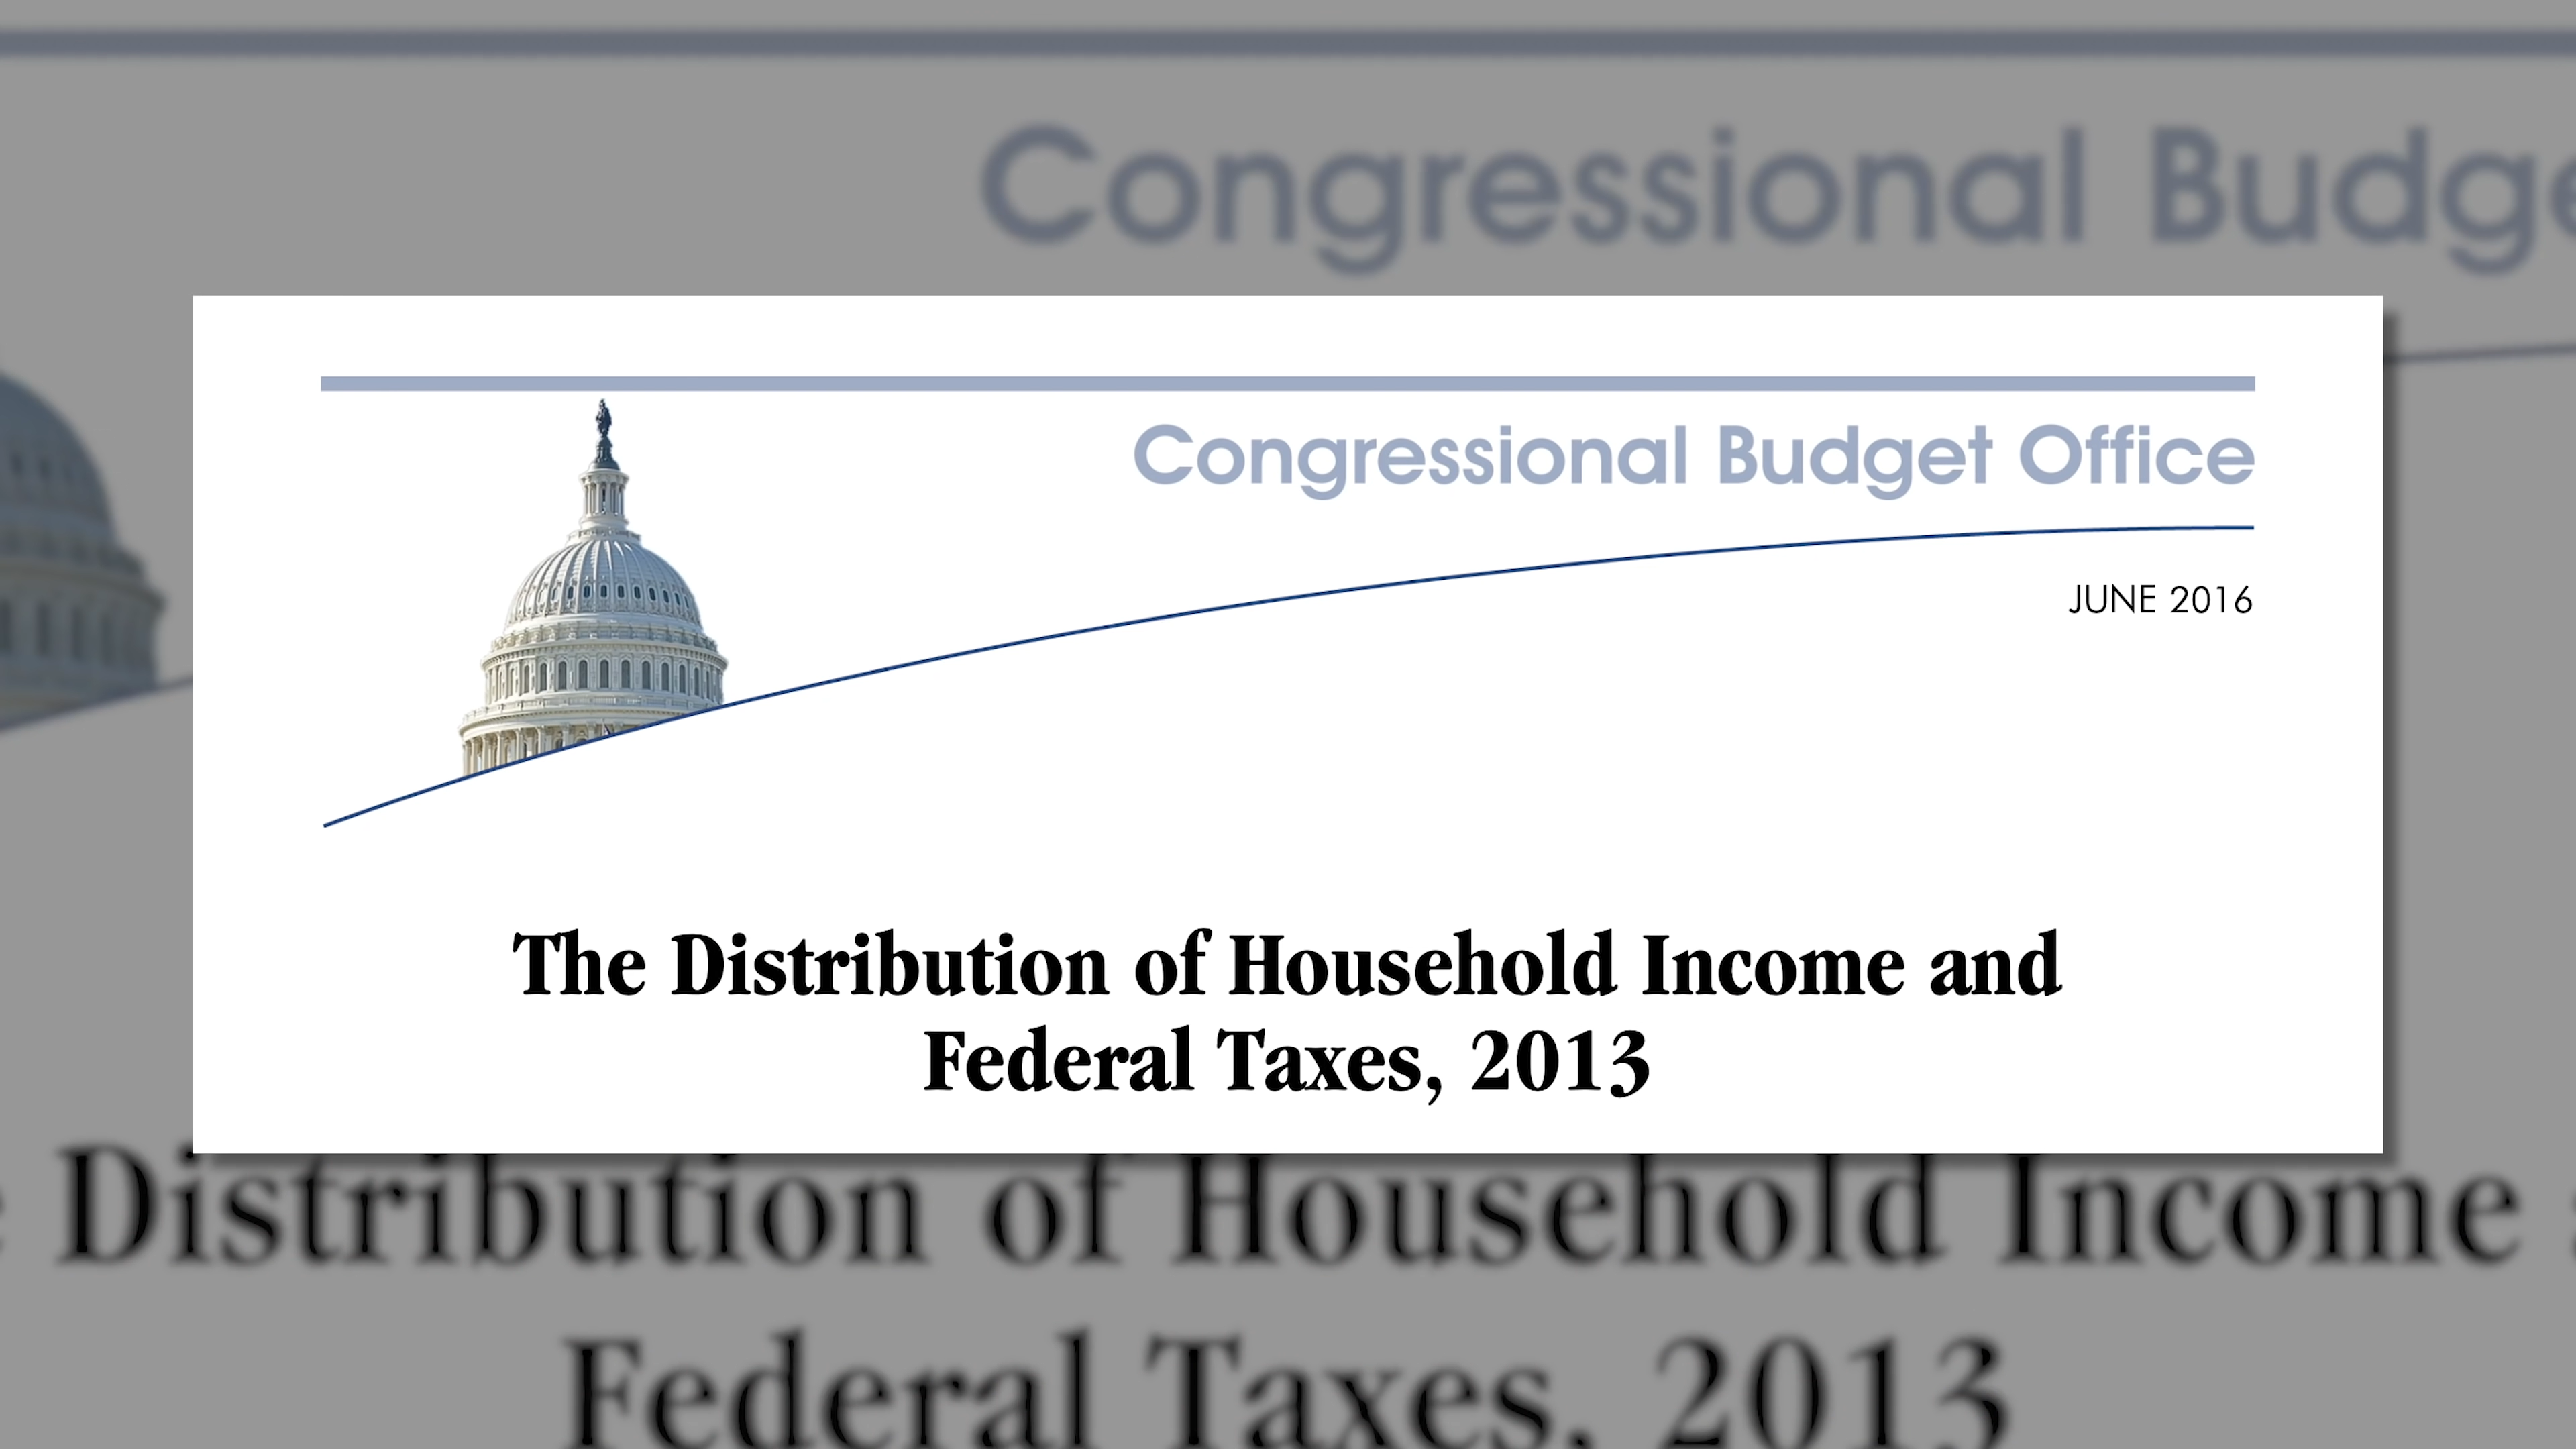 Congressional Budge
Congressional Budget Office
JUNE 2016
The Distribution of Household Income and
Federal Taxes, 2013
Distribution of Household Income
Federal Taxes, 2013